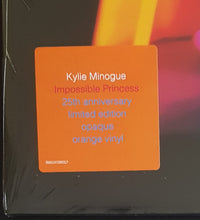 Kylie Minogue
Impossible Princess
25th anniversary
limited edition
opaque
orange vinyl